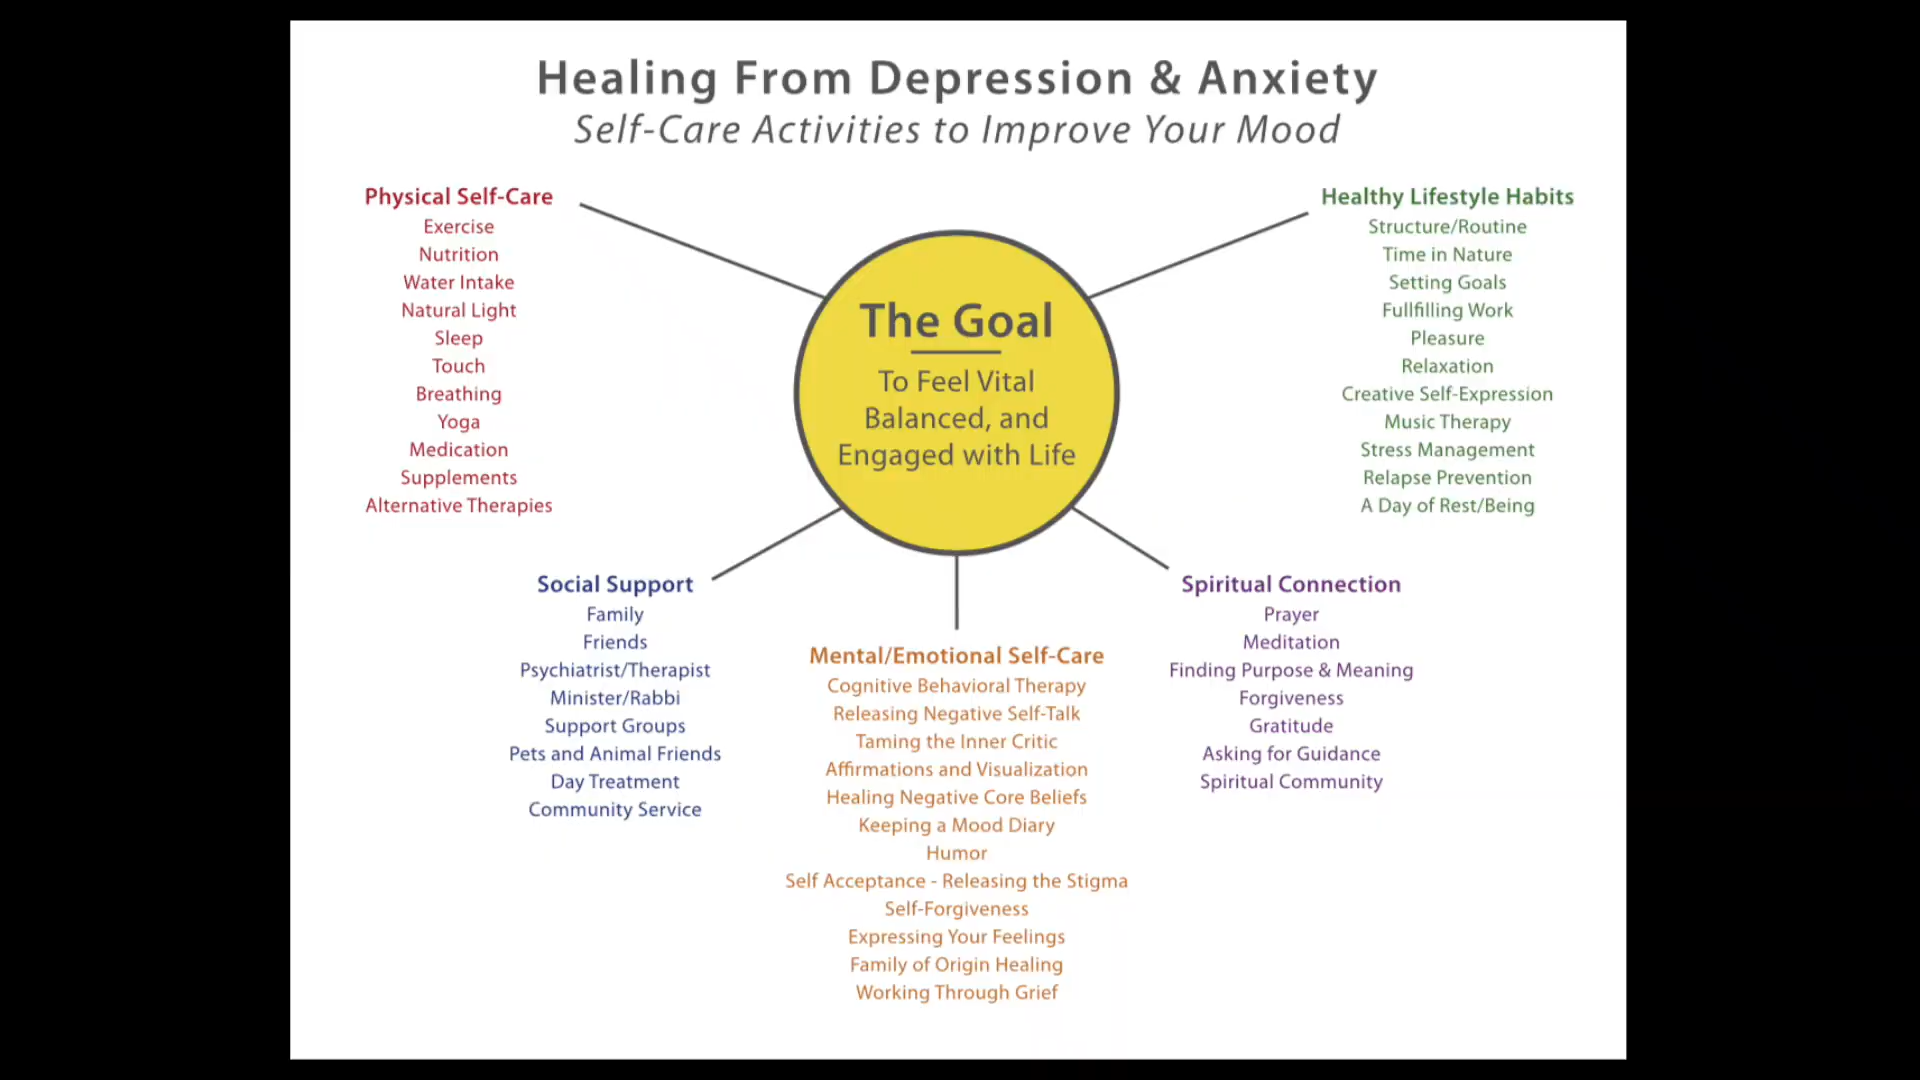 Healing From Depression & Anxiety
Self-Care Activities to Improve Your Mood
Physical Self-Care
Exercise
Nutrition
Water Intake
Natural Light
Sleep
Touch
Breathing
Yoga
Medication
Supplements
Alternative Therapies
The Goal
To Feel Vital
Balanced, and
Engaged with Life
Healthy Lifestyle Habits
Structure/Routine
Time in Nature
Setting Goals
Fullfilling Work
Pleasure
Relaxation
Creative Self-Expression
Music Therapy
Stress Management
Relapse Prevention
A Day of Rest/Being
Social Support
Family
Friends
Psychiatrist/Therapist
Minister/Rabbi
Support Groups
Pets and Animal Friends
Day Treatment
Community Service
Mental/Emotional Self-Care
Cognitive Behavioral Therapy
Releasing Negative Self-Talk
Taming the Inner Critic
Affirmations and Visualization
Healing Negative Core Beliefs
Keeping a Mood Diary
Humor
Self Acceptance - Releasing the Stigma
Self-Forgiveness
Expressing Your Feelings
Family of Origin Healing
Working Through Grief
Spiritual Connection
Prayer
Meditation
Finding Purpose & Meaning
Forgiveness
Gratitude
Asking for Guidance
Spiritual Community